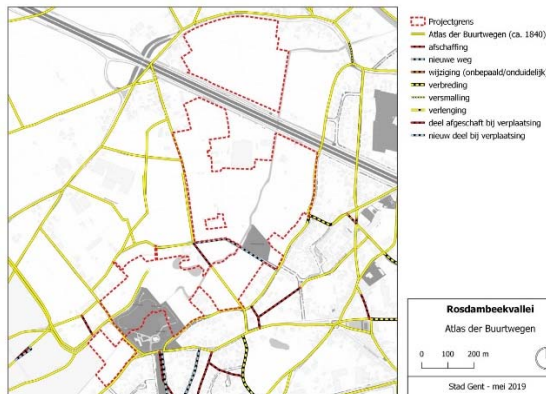 Projectgrens
Atlas der Buurtwegen (ca. 1840)
afschaffing
nieuwe weg
wijziging (onbepaald/onduidelijk)
verbreding
versmalling
verlenging
deel afgeschaft bij verplaatsing
nieuw deel bij verplaatsing
Rosdambeekvallei
Atlas der Buurtwegen
0 100 200 m
Stad Gent - mei 2019